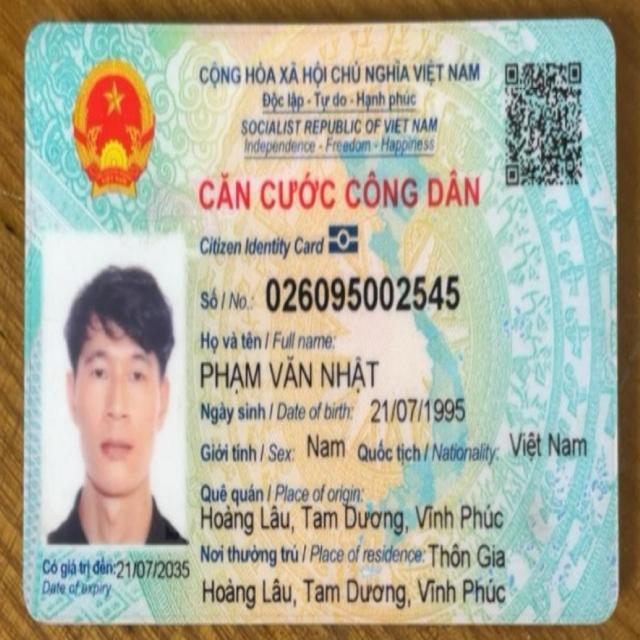 CỘNG HÒA XÃ HỘI CHỦ NGHĨA VIỆT NAM
Độc lập - Tự do - Hạnh phúc
SOCIALIST REPUBLIC OF VIET NAM
Independence - Freedom - Happiness
CĂN CƯỚC CÔNG DÂN
Citizen Identity Card
Số / No.: 026095002545
Họ và tên / Full name:
PHẠM VĂN NHẬT
Ngày sinh / Date of birth: 21/07/1995
Giới tính / Sex: Nam Quốc tịch / Nationality: Việt Nam
Quê quán / Place of origin:
Hoàng Lâu, Tam Dương, Vĩnh Phúc
Nơi thường trú / Place of residence: Thôn Gia
Hoàng Lâu, Tam Dương, Vĩnh Phúc
Có giá trị đến: 21/07/2035
Date of expiry